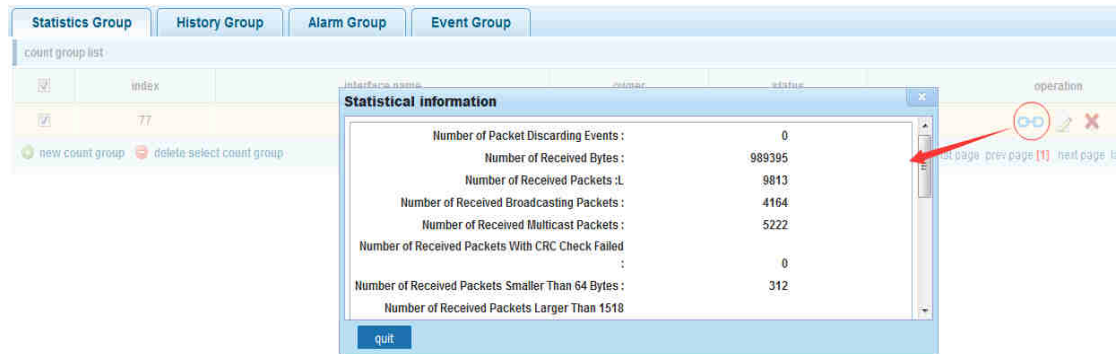 Statistics Group History Group Alarm Group Event Group
count group list
index interface name owner status operation
Statistical information
77
Number of Packet Discarding Events : 0
new count group delete select count group
Number of Received Bytes : 989395
page prev page [1] next page
Number of Received Packets :L 9813
Number of Received Broadcasting Packets : 4164
Number of Received Multicast Packets : 5222
Number of Received Packets With CRC Check Failed
: 0
Number of Received Packets Smaller Than 64 Bytes : 312
Number of Received Packets Larger Than 1518
quit